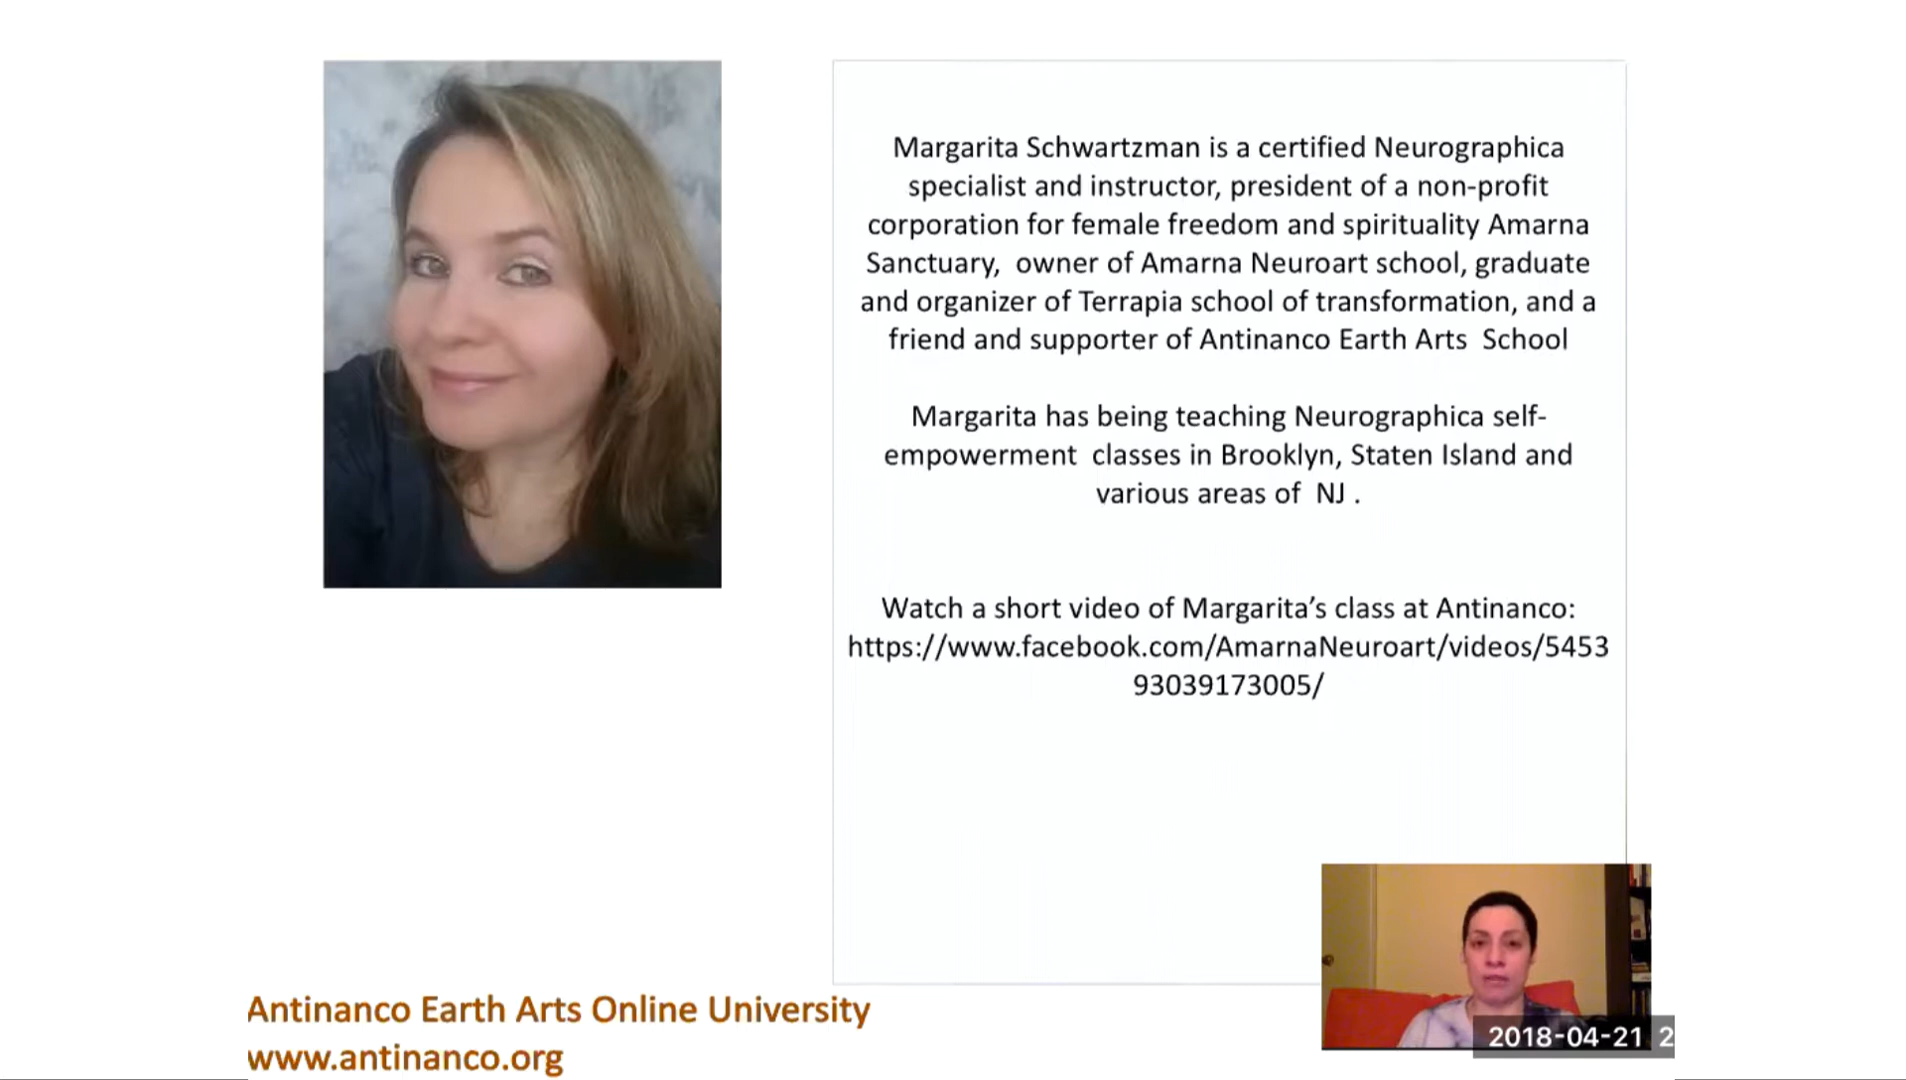 Margarita Schwartzman is a certified Neurographica
specialist and instructor, president of a non-profit
corporation for female freedom and spirituality Amarna
Sanctuary,  owner of Amarna Neuroart school, graduate
and organizer of Terrapia school of transformation, and a
friend and supporter of Antinanco Earth Arts  School
Margarita has being teaching Neurographica self-
empowerment  classes in Brooklyn, Staten Island and
various areas of  NJ .
Watch a short video of Margarita’s class at Antinanco:
https://www.facebook.com/AmarnaNeuroart/videos/5453
93039173005/
Antinanco Earth Arts Online University
www.antinanco.org
2018-04-21 2